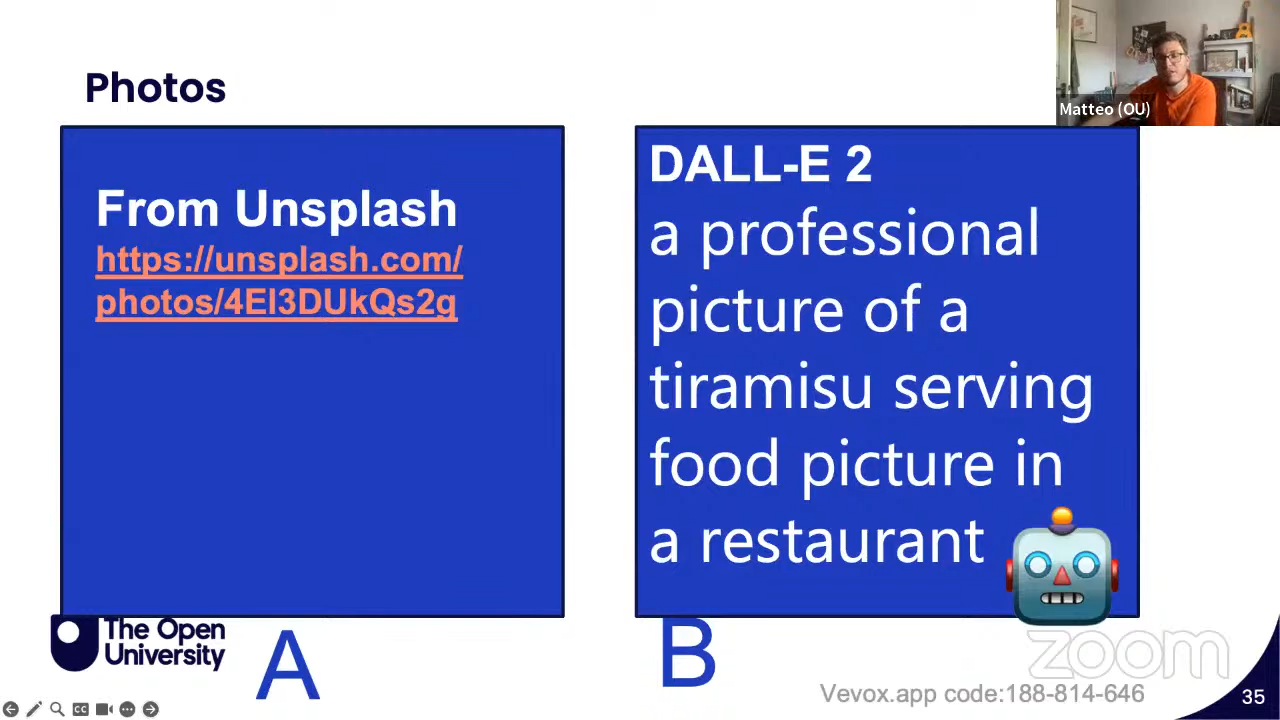 Photos
Matteo (OU)
From Unsplash
https://unsplash.com/
photos/4El3DUkQs2g
DALL-E 2
a professional
picture of a
tiramisu serving
food picture in
a restaurant
The Open
University
A
B
zoom
Vevox.app code:188-814-646
CC
35